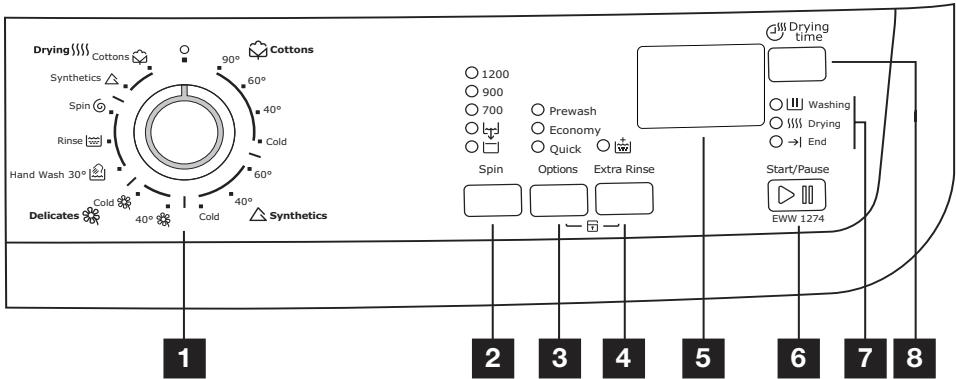 Drying
Cottons
Synthetics
Spin
Rinse
Hand Wash 30°
Cold
Delicates
40°
Cottons
90°
60°
40°
Cold
60°
40°
Cold
Synthetics
1200
900
700
Spin
Prewash
Economy
Quick
Options
Extra Rinse
Drying
time
Washing
Drying
End
Start/Pause
EWW 1274
1
2
3
4
5
6
7
8